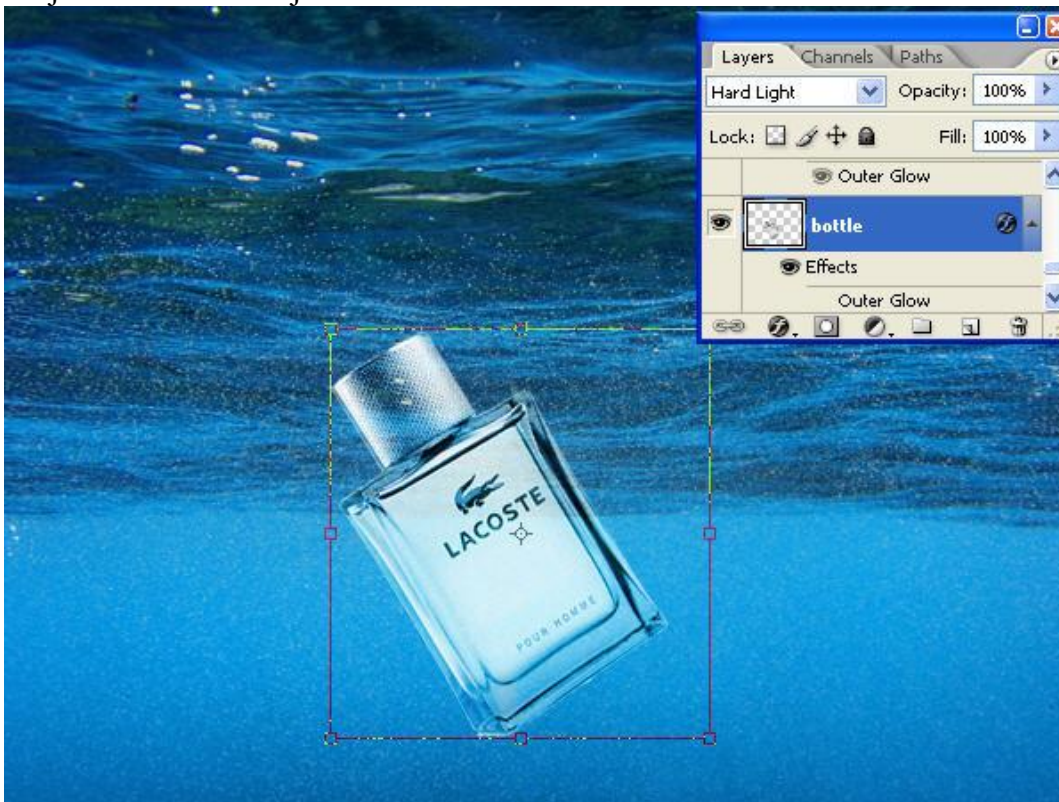 Layers Channels Paths
Hard Light Opacity: 100%
Lock: Fill: 100%
Outer Glow
bottle
Effects
Outer Glow
LACOSTE
POUR HOMME